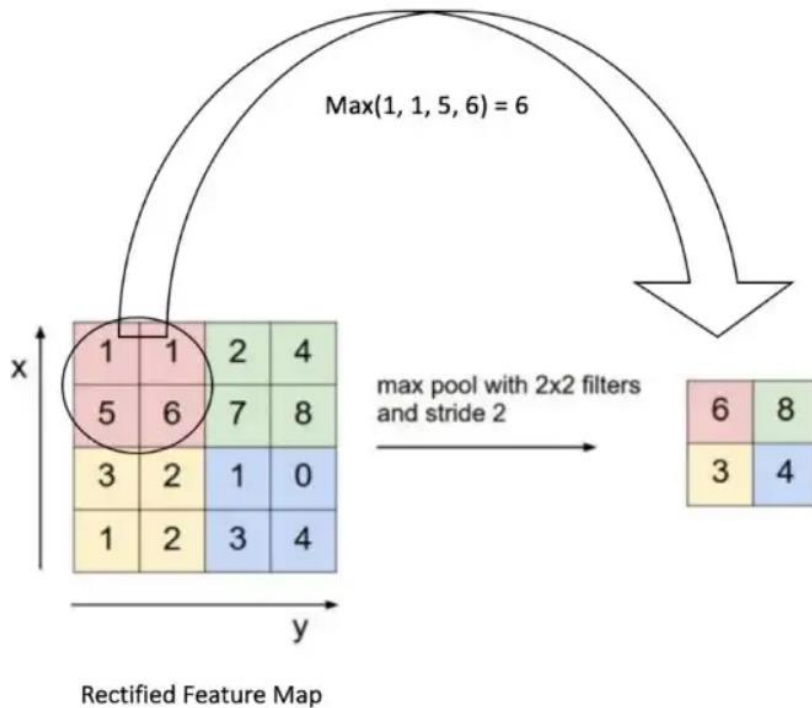 Max(1, 1, 5, 6) = 6
x
1 1 2 4
5 6 7 8
3 2 1 0
1 2 3 4
y
Rectified Feature Map
max pool with 2x2 filters
and stride 2
6 8
3 4